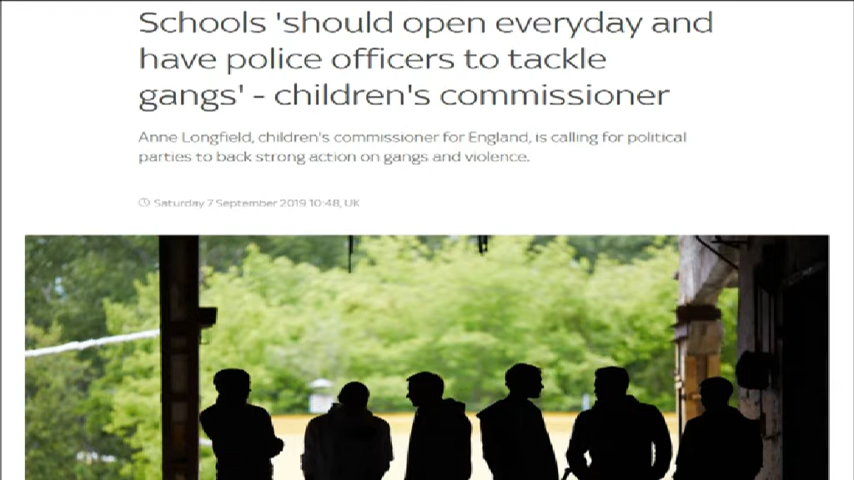 Schools 'should open everyday and
have police officers to tackle
gangs' - children's commissioner
Anne Longfield, children's commissioner for England, is calling for political
parties to back strong action on gangs and violence.
Saturday 7 September 2019 10:48, UK